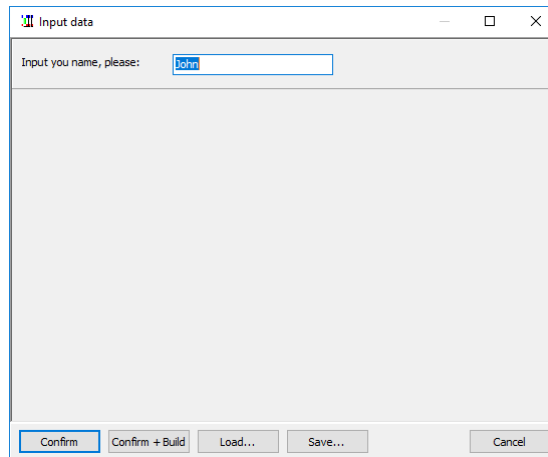 Input data
Input you name, please:
John
Confirm
Confirm + Build
Load...
Save...
Cancel